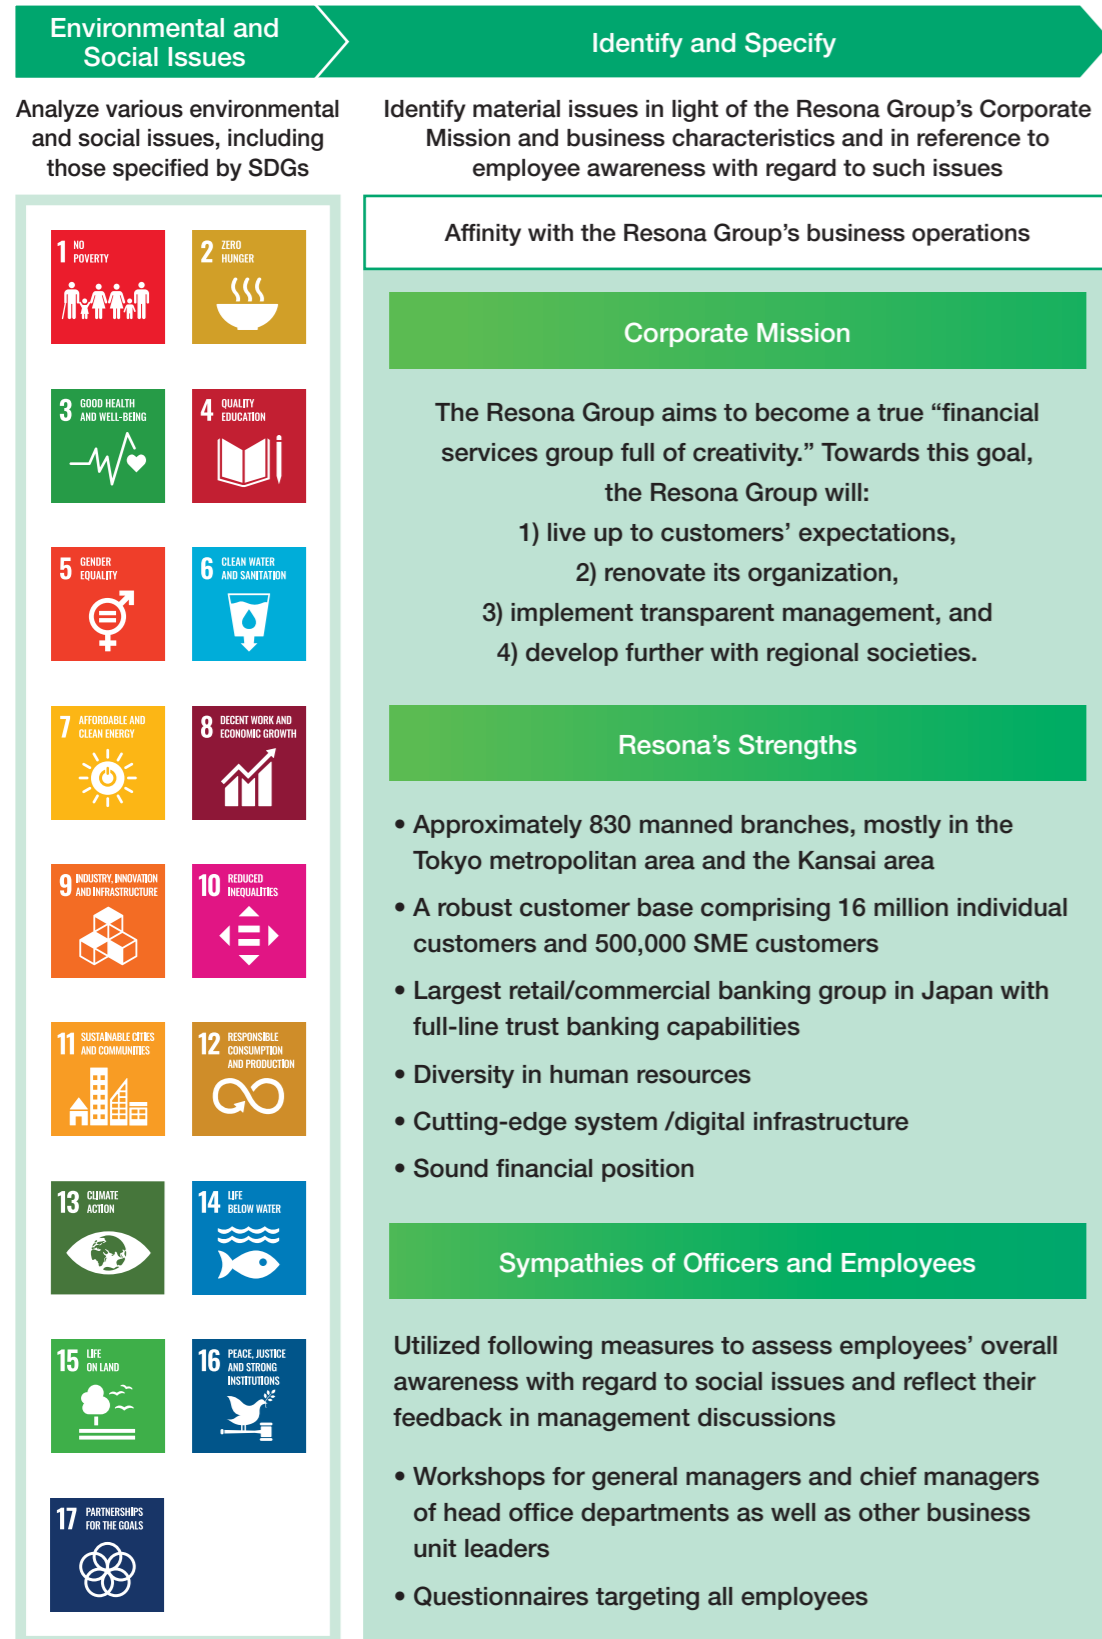 Environmental and
Social Issues
Identify and Specify
Analyze various environmental
and social issues, including
those specified by SDGs
Identify material issues in light of the Resona Group's Corporate
Mission and business characteristics and in reference to
employee awareness with regard to such issues
1 NO
POVERTY
2 ZERO
HUNGER
3 GOOD HEALTH
AND WELL-BEING
4 QUALITY
EDUCATION
5 GENDER
EQUALITY
6 CLEAN WATER
AND SANITATION
7 AFFORDABLE AND
CLEAN ENERGY
8 DECENT WORK AND
ECONOMIC GROWTH
9 INDUSTRY, INNOVATION
AND INFRASTRUCTURE
10 REDUCED
INEQUALITIES
11 SUSTAINABLE CITIES
AND COMMUNITIES
12 RESPONSIBLE
CONSUMPTION
AND PRODUCTION
13 CLIMATE
ACTION
14 LIFE
BELOW WATER
15 LIFE
ON LAND
16 PEACE, JUSTICE
AND STRONG
INSTITUTIONS
17 PARTNERSHIPS
FOR THE GOALS
Affinity with the Resona Group's business operations
Corporate Mission
The Resona Group aims to become a true “financial
services group full of creativity.” Towards this goal,
the Resona Group will:
1) live up to customers’ expectations,
2) renovate its organization,
3) implement transparent management, and
4) develop further with regional societies.
Resona’s Strengths
• Approximately 830 manned branches, mostly in the
Tokyo metropolitan area and the Kansai area
• A robust customer base comprising 16 million individual
customers and 500,000 SME customers
• Largest retail/commercial banking group in Japan with
full-line trust banking capabilities
• Diversity in human resources
• Cutting-edge system /digital infrastructure
• Sound financial position
Sympathies of Officers and Employees
Utilized following measures to assess employees’ overall
awareness with regard to social issues and reflect their
feedback in management discussions
• Workshops for general managers and chief managers
of head office departments as well as other business
unit leaders
• Questionnaires targeting all employees